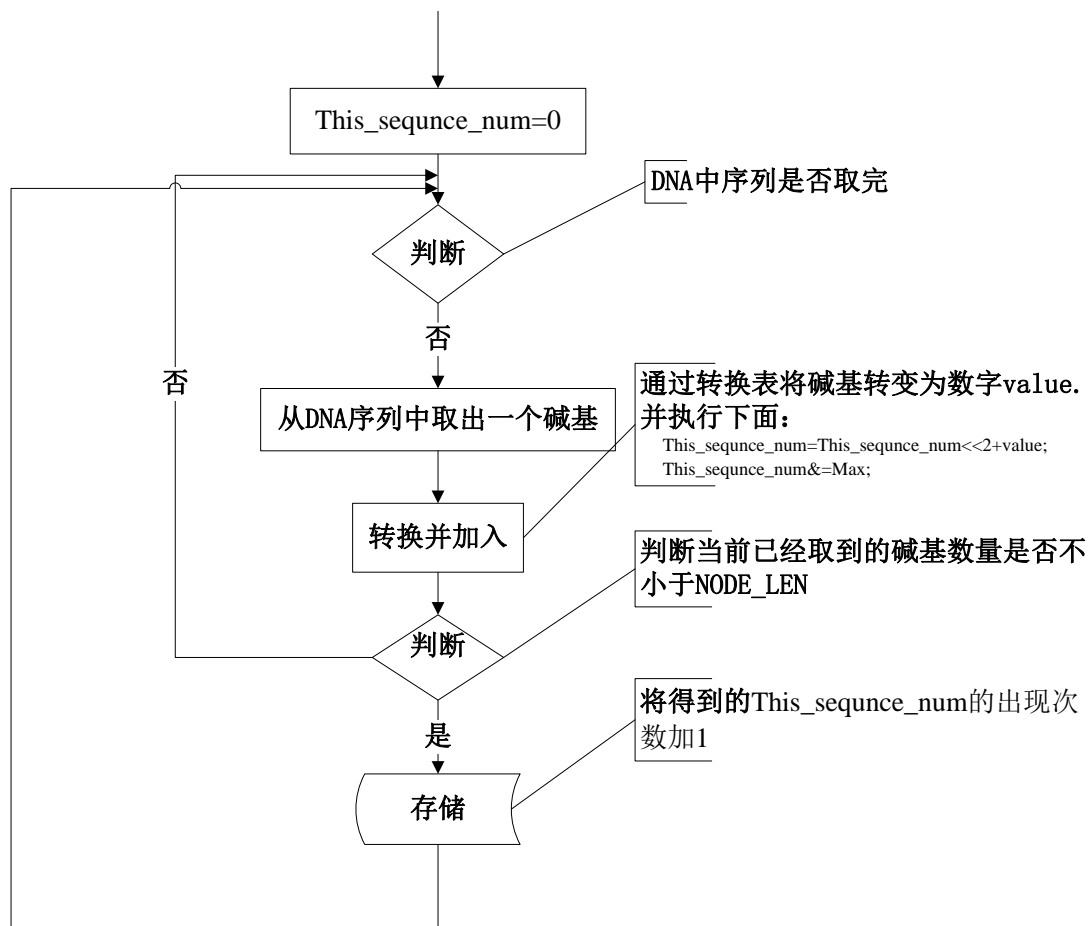 This_sequnce_num=0
DNA中序列是否取完
判断
否
否
从DNA序列中取出一个碱基
通过转换表将碱基转变为数字value.
并执行下面：
This_sequnce_num=This_sequnce_num<<2+value;
This_sequnce_num&=Max;
转换并加入
判断当前已经取到的碱基数量是否不
小于NODE_LEN
判断
将得到的This_sequnce_num的出现次
数加1
是
存储